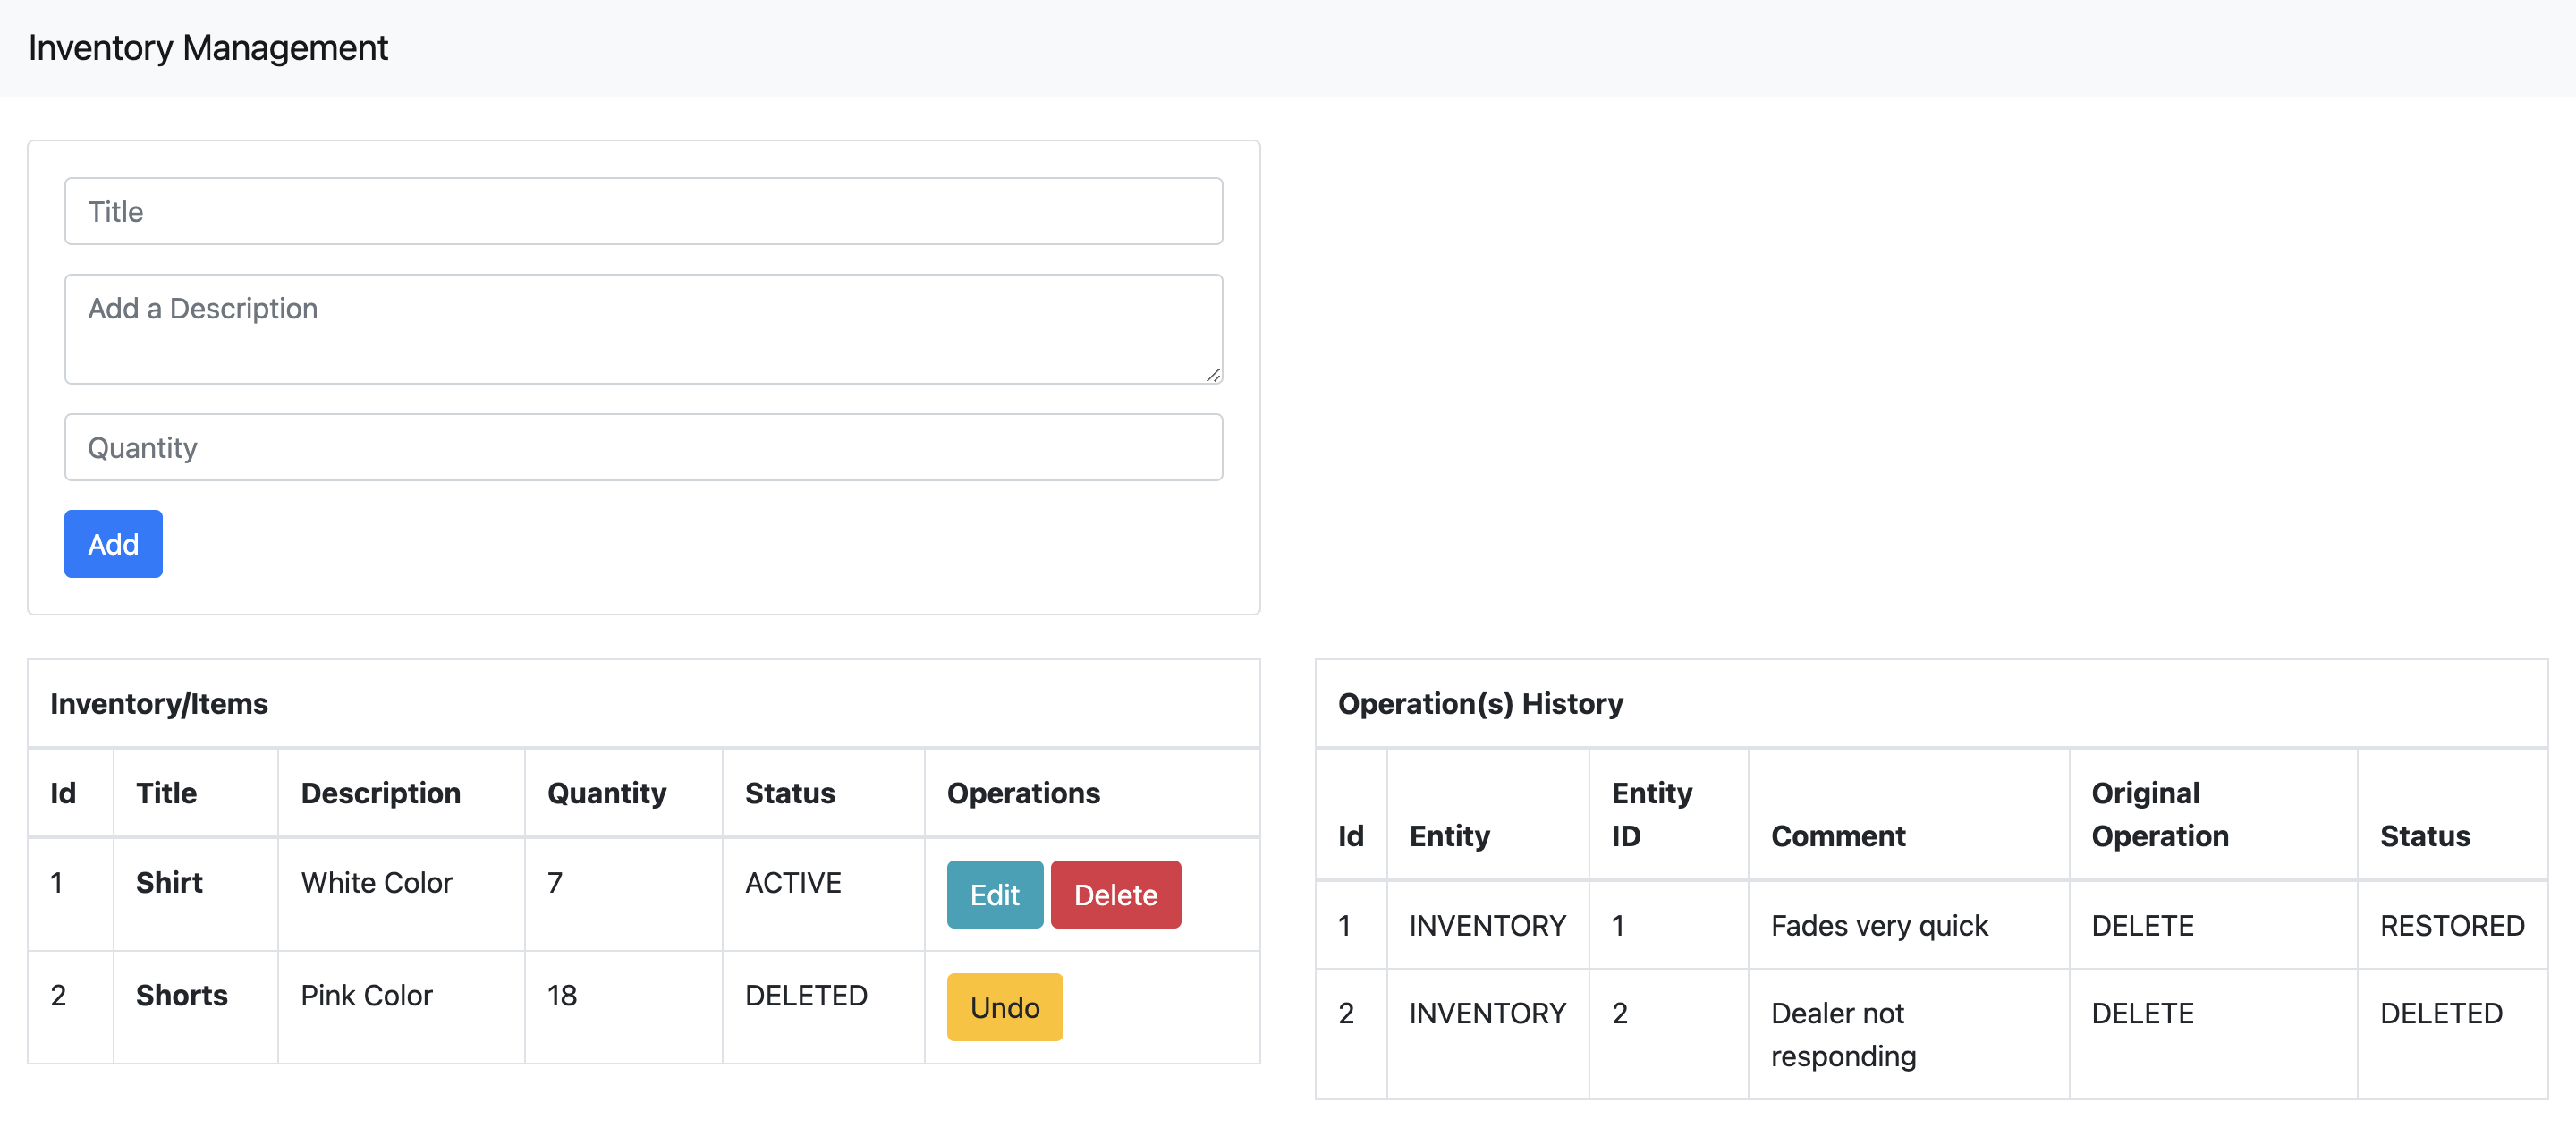 Inventory Management
Title
Add a Description
Quantity
Add
Inventory/Items
Id Title Description Quantity Status Operations
1 Shirt White Color 7 ACTIVE Edit Delete
2 Shorts Pink Color 18 DELETED Undo
Operation(s) History
Id Entity Entity ID Comment Original Operation Status
1 INVENTORY 1 Fades very quick DELETE RESTORED
2 INVENTORY 2 Dealer not responding DELETE DELETED